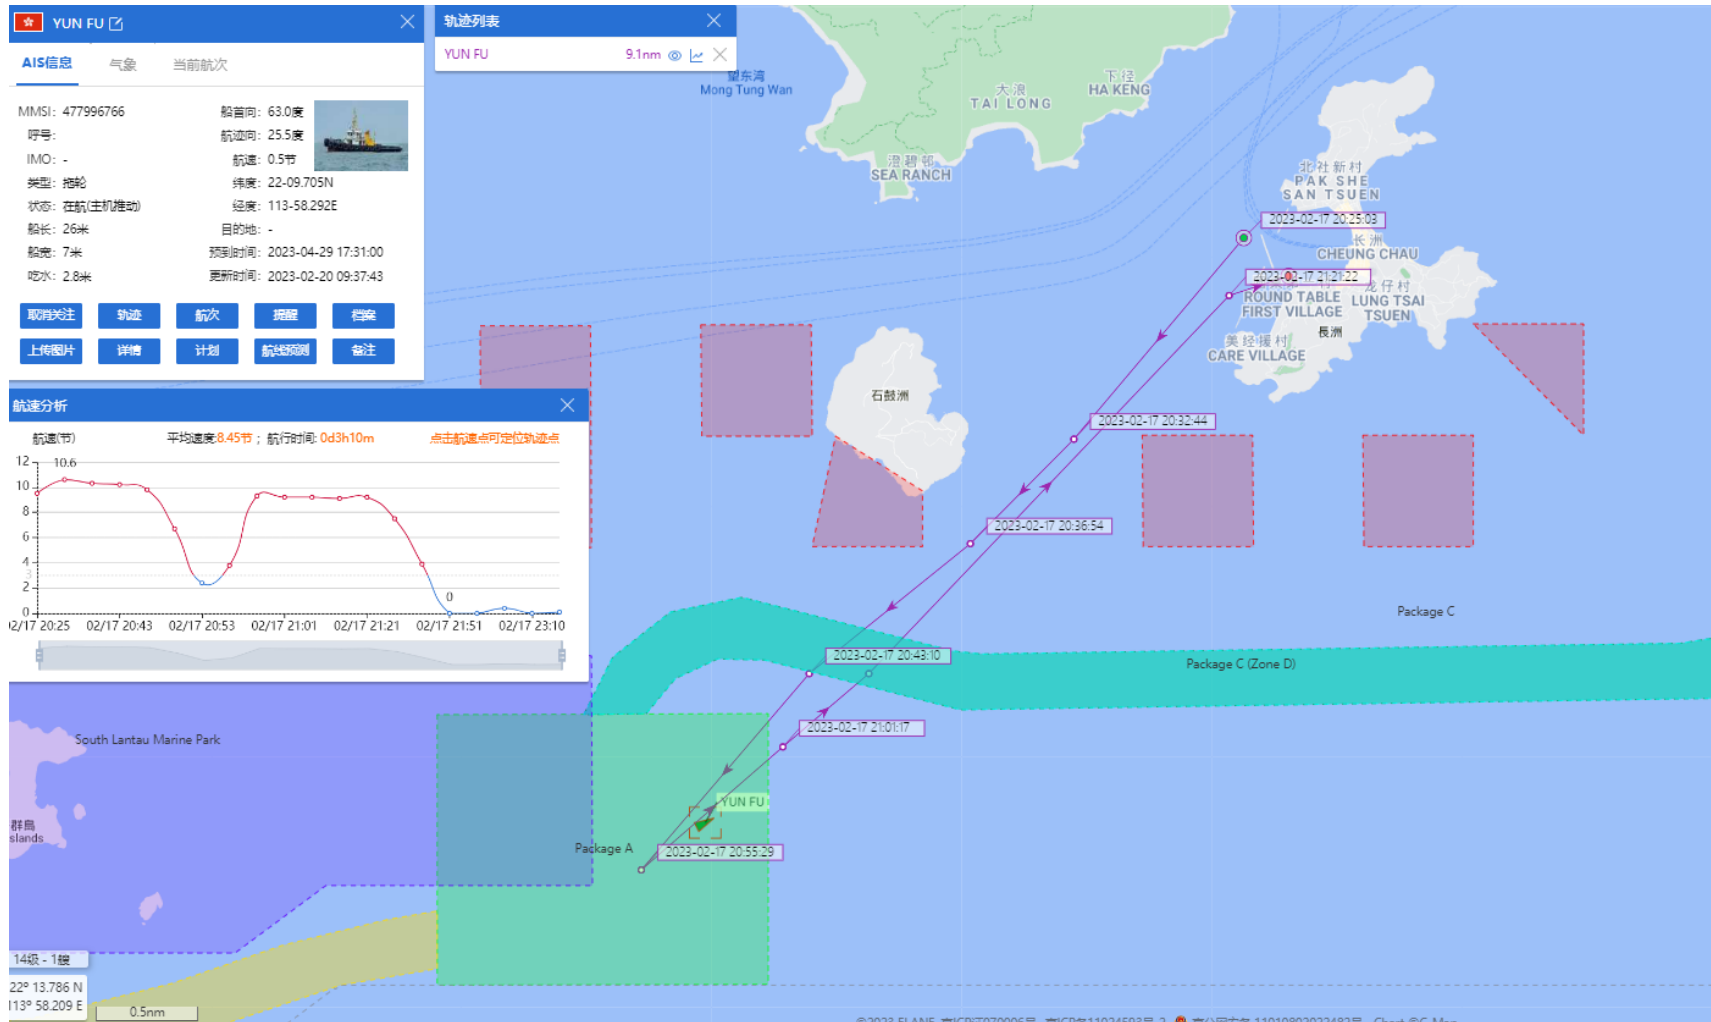 YUN FU
AIS信息 气象 当前航次
MMSI: 477996766 船首向: 63.0度
呼号: 航迹向: 25.5度
IMO: - 航速: 0.5节
类型: 拖轮 纬度: 22-09.705N
状态: 在航(主机推动) 经度: 113-58.292E
船长: 26米 目的地: -
船宽: 7米 预到时间: 2023-04-29 17:31:00
吃水: 2.8米 更新时间: 2023-02-20 09:37:43
取消关注 轨迹 航次 提醒 档案
上传图片 详情 计划 航线预测 备注
轨迹列表
YUN FU 9.1nm
望东湾
Mong Tung Wan
大浪
TAI LONG
下径
HA KENG
澄碧邨
SEA RANCH
北社新村
PAK SHE
SAN TSUEN
2023-02-17 20:25:03
长洲
CHEUNG CHAU
2023-02-17 21:21:22
ROUND TABLE
FIRST VILLAGE
龙仔村
LUNG TSAI
TSUEN
長洲
美经援村
CARE VILLAGE
石鼓洲
航速分析
航速(节) 平均速度:8.45节 ; 航行时间: 0d3h10m 点击航速点可定位轨迹点
12
10
8
6
4
3
2
0
10.6
0
02/17 20:25 02/17 20:43 02/17 20:53 02/17 21:01 02/17 21:21 02/17 21:51 02/17 23:10
2023-02-17 20:32:44
2023-02-17 20:36:54
Package C
2023-02-17 20:43:10
Package C (Zone D)
2023-02-17 21:01:17
South Lantau Marine Park
YUN FU
Package A
2023-02-17 20:55:29
群島
slands
14级 - 1艘
22° 13.786 N
113° 58.209 E
0.5nm